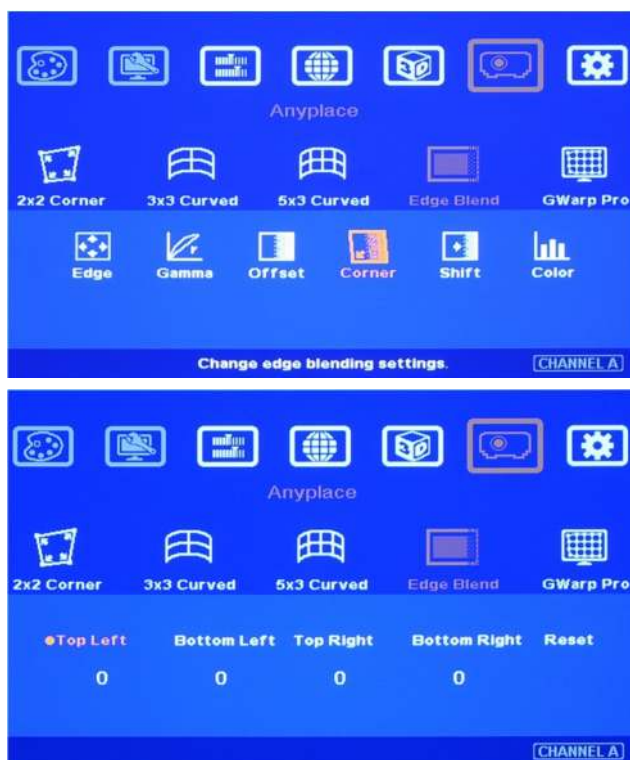 Anyplace
2x2 Corner 3x3 Curved 5x3 Curved Edge Blend GWarp Pro
Edge Gamma Offset Corner Shift Color
Change edge blending settings. CHANNEL A
Anyplace
2x2 Corner 3x3 Curved 5x3 Curved Edge Blend GWarp Pro
Top Left Bottom Left Top Right Bottom Right Reset
0 0 0 0
CHANNEL A